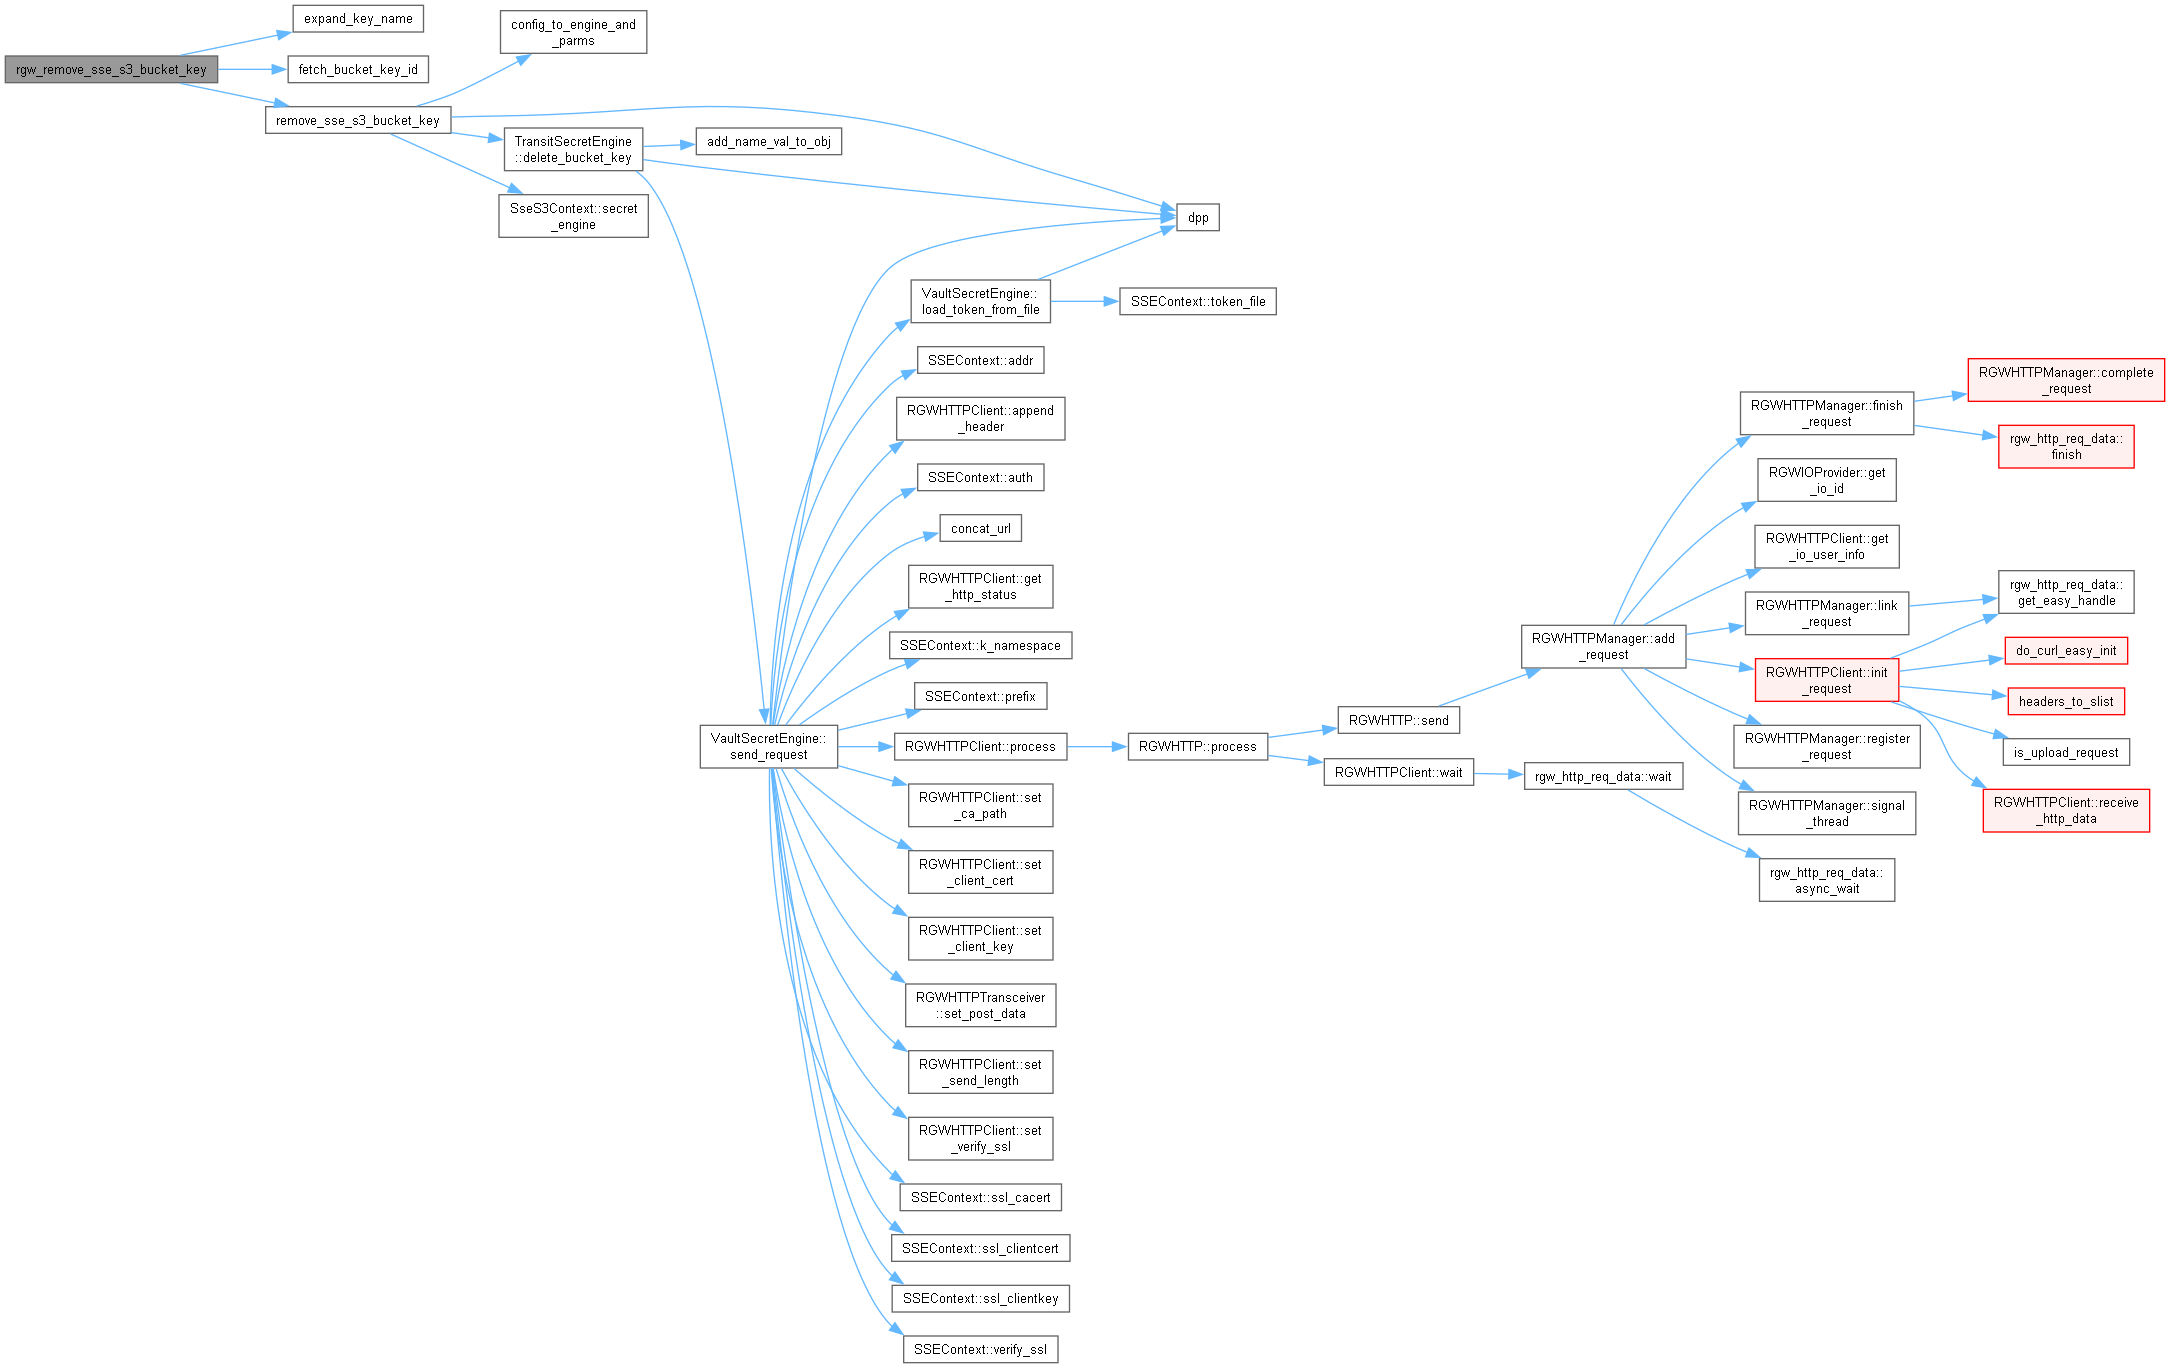 rgw_remove_sse_s3_bucket_key
expand_key_name
fetch_bucket_key_id
remove_sse_s3_bucket_key
config_to_engine_and
_parms
TransitSecretEngine
::delete_bucket_key
SseS3Context::secret
_engine
add_name_val_to_obj
dpp
VaultSecretEngine::
send_request
VaultSecretEngine::
load_token_from_file
SSEContext::token_file
SSEContext::addr
RGWHTTPClient::append
_header
SSEContext::auth
concat_url
RGWHTTPClient::get
_http_status
SSEContext::k_namespace
SSEContext::prefix
RGWHTTPClient::process
RGWHTTPClient::set
_ca_path
RGWHTTPClient::set
_client_cert
RGWHTTPClient::set
_client_key
RGWHTTPTransceiver
::set_post_data
RGWHTTPClient::set
_send_length
RGWHTTPClient::set
_verify_ssl
SSEContext::ssl_cacert
SSEContext::ssl_clientcert
SSEContext::ssl_clientkey
SSEContext::verify_ssl
RGWHTTP::process
RGWHTTP::send
RGWHTTPClient::wait
RGWHTTPManager::add
_request
rgw_http_req_data::wait
RGWHTTPManager::finish
_request
RGWIOProvider::get
_io_id
RGWHTTPClient::get
_io_user_info
RGWHTTPManager::link
_request
RGWHTTPClient::init
_request
RGWHTTPManager::register
_request
RGWHTTPManager::signal
_thread
rgw_http_req_data::
async_wait
RGWHTTPManager::complete
_request
rgw_http_req_data::
finish
rgw_http_req_data::
get_easy_handle
do_curl_easy_init
headers_to_slist
is_upload_request
RGWHTTPClient::receive
_http_data